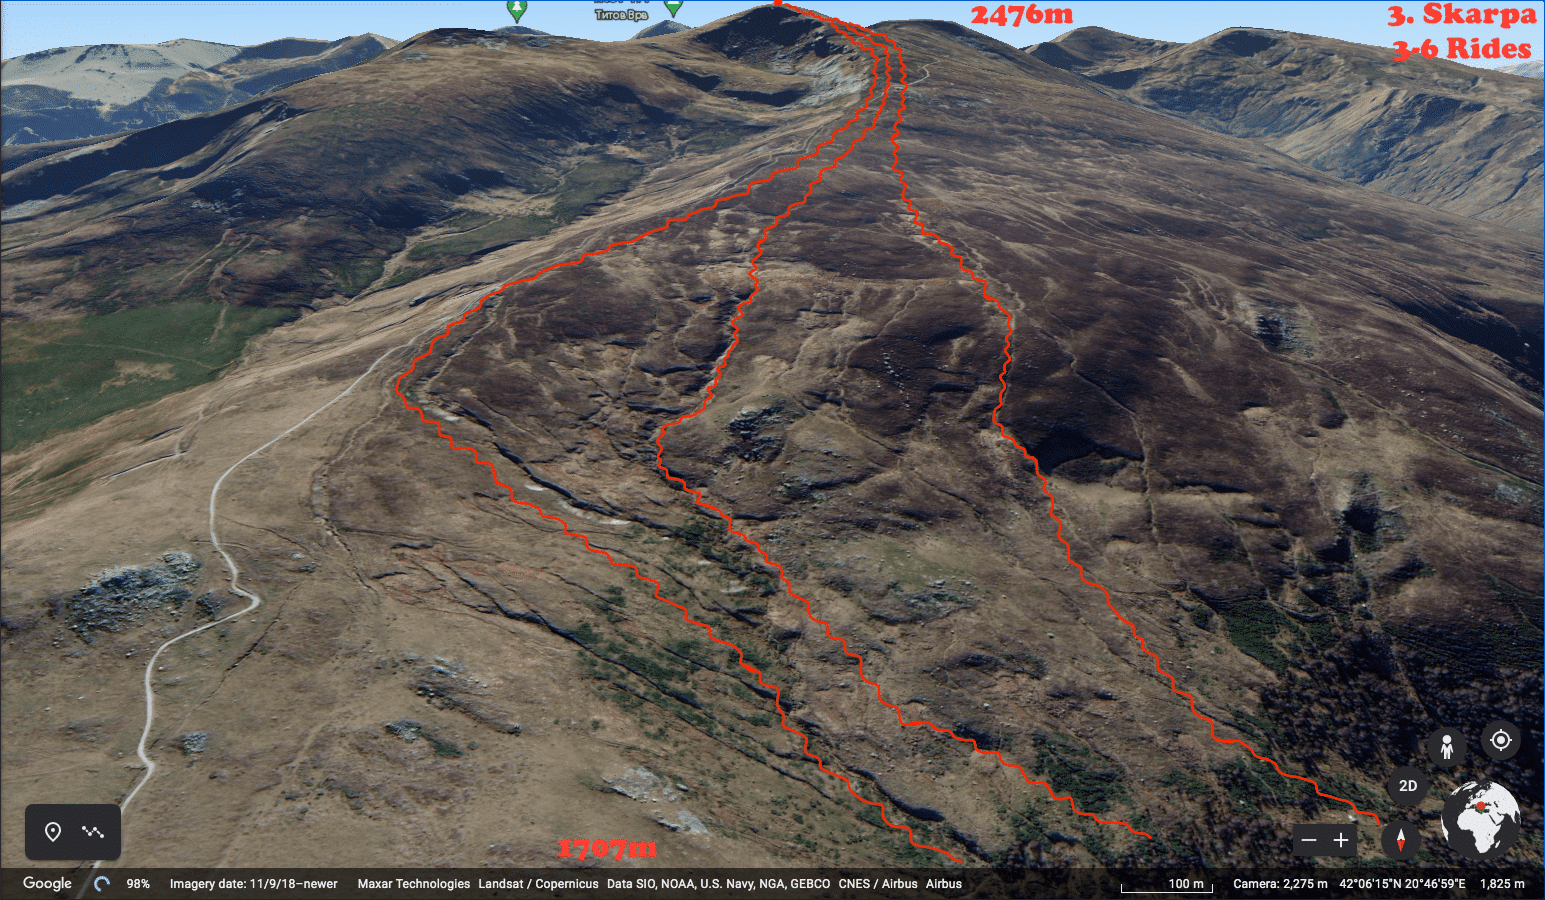 Титов Врв
2476m
3. Skarpa
3-6 Rides
2D
1707m
Google
98%
Imagery date: 11/9/18–newer
Maxar Technologies
Landsat / Copernicus
Data SIO, NOAA, U.S. Navy, NGA, GEBCO
CNES / Airbus
Airbus
100 m
Camera: 2,275 m
42°06'15"N 20°46'59"E
1,825 m